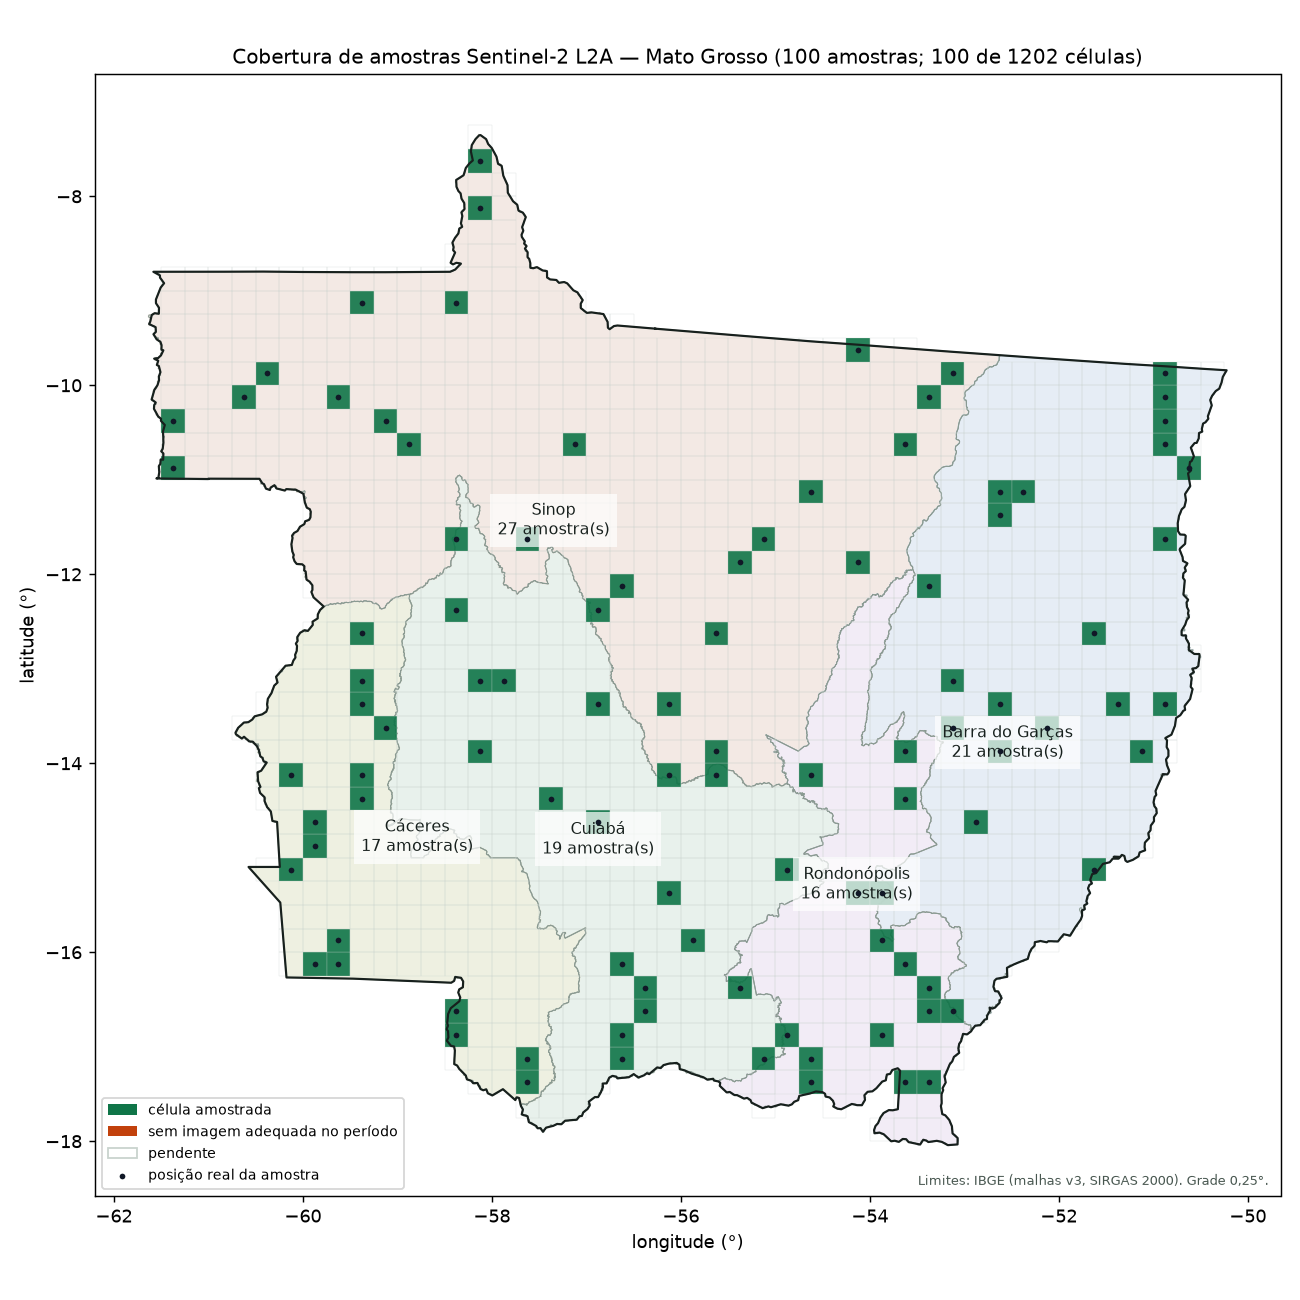 Cobertura de amostras Sentinel-2 L2A — Mato Grosso (100 amostras; 100 de 1202 células)
latitude (°)
−8
−10
−12
−14
−16
−18
Sinop
27 amostra(s)
Barra do Garças
21 amostra(s)
Cáceres
17 amostra(s)
Cuiabá
19 amostra(s)
Rondonópolis
16 amostra(s)
célula amostrada
sem imagem adequada no período
pendente
posição real da amostra
Limites: IBGE (malhas v3, SIRGAS 2000). Grade 0,25°.
−62
−60
−58
−56
−54
−52
−50
longitude (°)